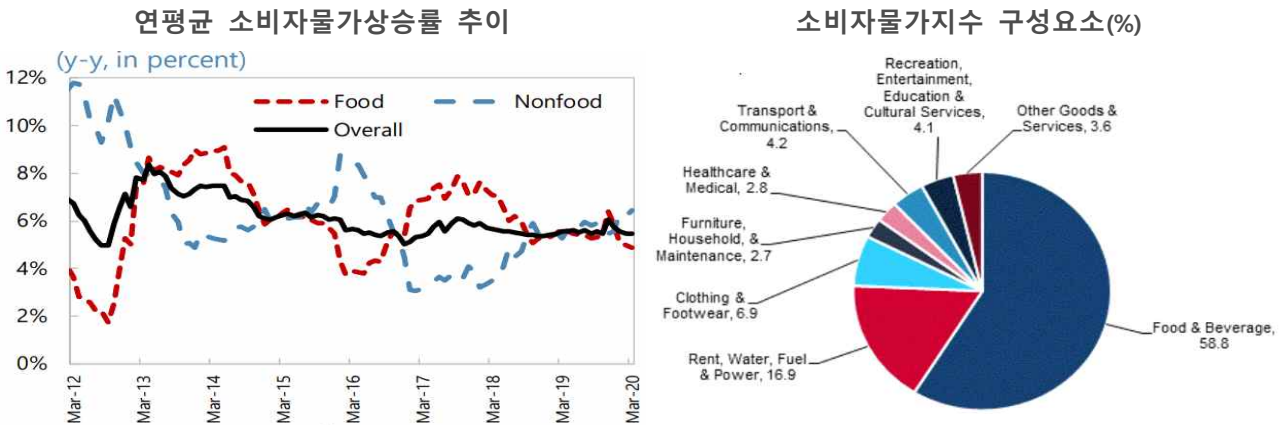 연평균 소비자물가상승률 추이
(y-y, in percent)
12%
10%
8%
6%
4%
2%
0%
Food
Nonfood
Overall
Mar-12
Mar-13
Mar-14
Mar-15
Mar-16
Mar-17
Mar-18
Mar-19
Mar-20
소비자물가지수 구성요소(%)
Recreation,
Entertainment,
Education &
Cultural Services,
4.1
Other Goods &
Services, 3.6
Transport &
Communications,
4.2
Healthcare &
Medical, 2.8
Furniture,
Household, &
Maintenance, 2.7
Clothing &
Footwear, 6.9
Rent, Water, Fuel
& Power, 16.9
Food & Beverage,
58.8